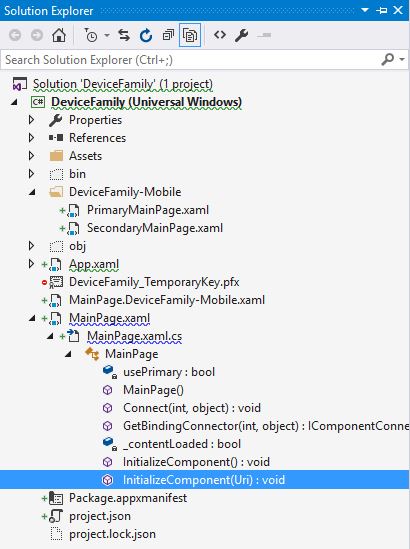 Solution Explorer
Search Solution Explorer (Ctrl+;)
Solution 'DeviceFamily' (1 project)
C# DeviceFamily (Universal Windows)
Properties
References
Assets
bin
DeviceFamily-Mobile
PrimaryMainPage.xaml
SecondaryMainPage.xaml
obj
App.xaml
DeviceFamily_TemporaryKey.pfx
MainPage.DeviceFamily-Mobile.xaml
MainPage.xaml
MainPage.xaml.cs
MainPage
usePrimary : bool
MainPage()
Connect(int, object) : void
GetBindingConnector(int, object) : IComponentConne
_contentLoaded : bool
InitializeComponent() : void
InitializeComponent(Uri) : void
Package.appxmanifest
project.json
project.lock.json